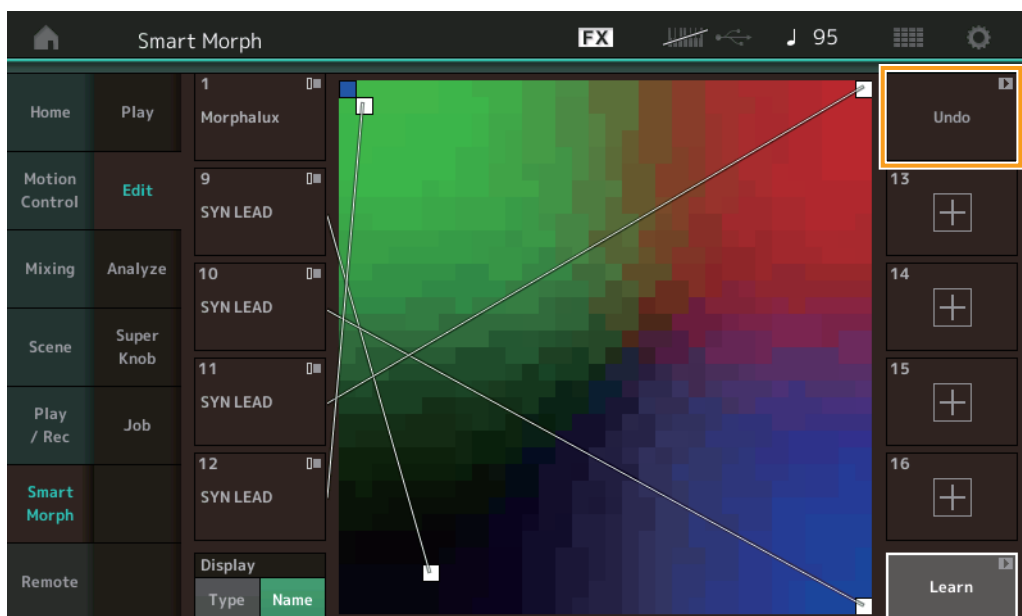 Smart Morph
FX
95
Home
Motion
Control
Mixing
Scene
Play
/ Rec
Smart
Morph
Remote
Play
Edit
Analyze
Super
Knob
Job
1
Morphalux
9
SYN LEAD
10
SYN LEAD
11
SYN LEAD
12
SYN LEAD
Display
Type
Name
Undo
13
14
15
16
Learn